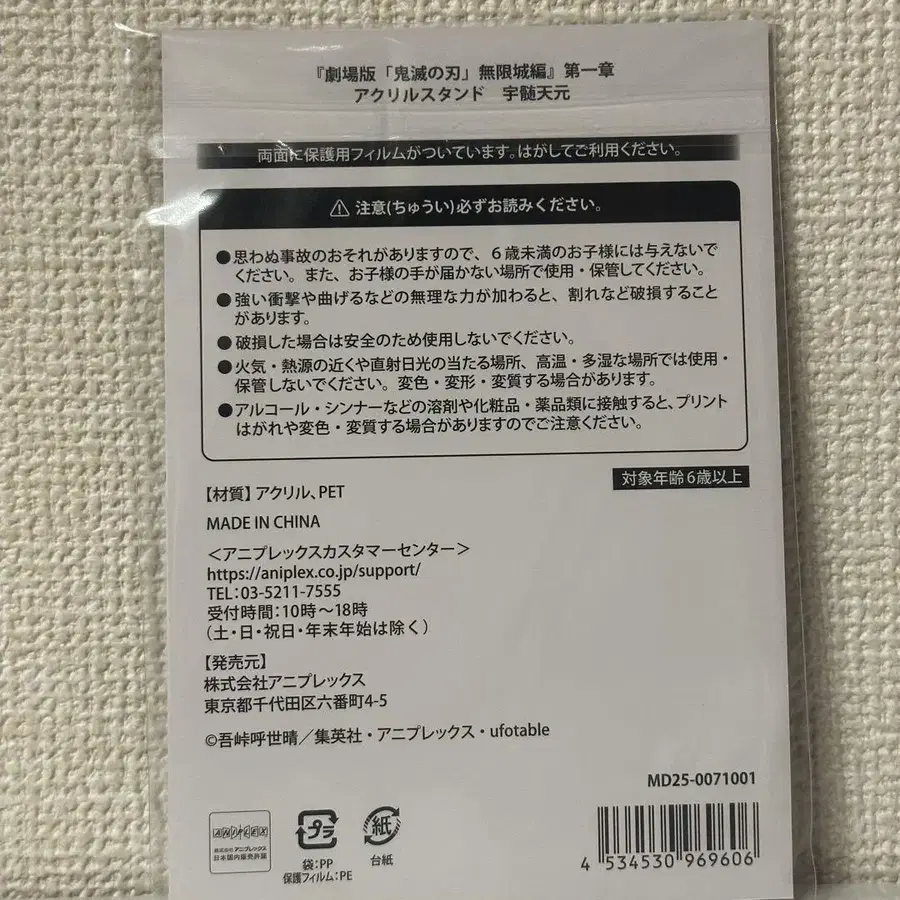 『劇場版「鬼滅の刃」無限城編』第一章
アクリルスタンド　宇髄天元
両面に保護用フィルムがついています。はがしてご利用ください。
⚠ 注意(ちゅうい)必ずお読みください。
●思わぬ事故のおそれがありますので、６歳未満のお子様には与えないで
ください。また、お子様の手が届かない場所で使用・保管してください。
●強い衝撃や曲げるなどの無理な力が加わると、割れなど破損すること
があります。
●破損した場合は安全のため使用しないでください。
●火気・熱源の近くや直射日光の当たる場所、高温・多湿な場所では使用・
保管しないでください。変色・変形・変質する場合があります。
●アルコール・シンナーなどの溶剤や化粧品・薬品類に接触すると、プリント
はがれや変色・変質する場合がありますのでご注意ください。
対象年齢6歳以上
【材質】アクリル、PET
MADE IN CHINA
＜アニプレックスカスタマーセンター＞
https://aniplex.co.jp/support/
TEL:03-5211-7555
受付時間：10時～18時
（土・日・祝日・年末年始は除く）
【発売元】
株式会社アニプレックス
東京都千代田区六番町4-5
©吾峠呼世晴／集英社・アニプレックス・ufotable
MD25-0071001
ANIPLEX
株式会社アニプレックス
日本国内販売許諾
プラ
袋：PP
保護フィルム：PE
紙
台紙
4 534530 969606